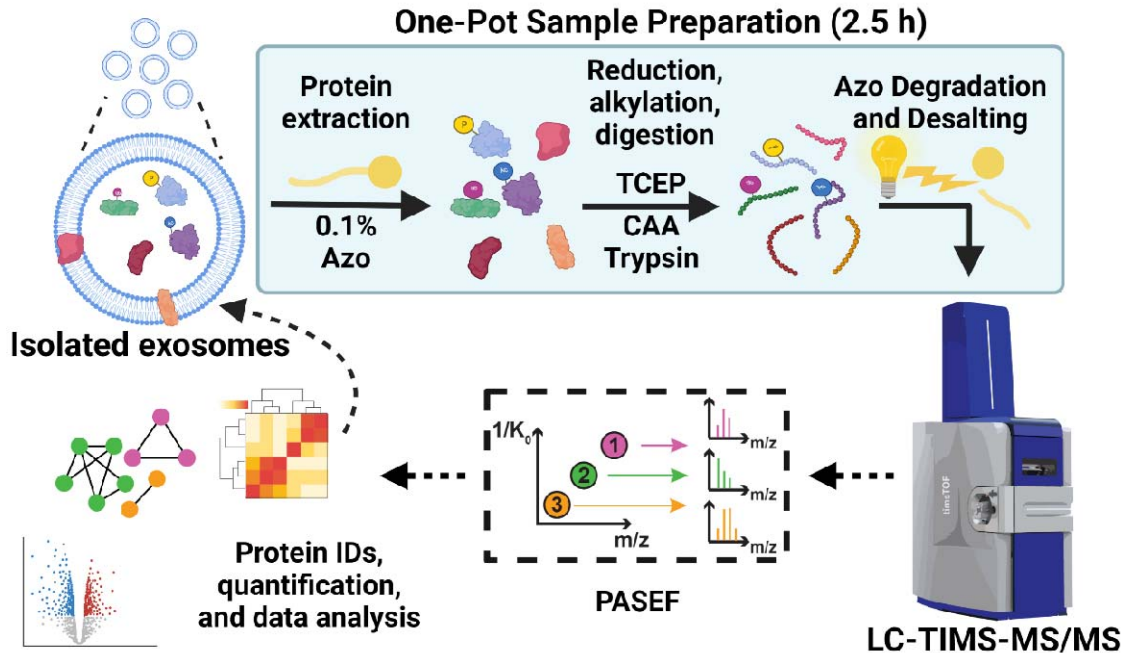 One-Pot Sample Preparation (2.5 h)
Protein
extraction
0.1%
Azo
Reduction,
alkylation,
digestion
TCEP
CAA
Trypsin
Azo Degradation
and Desalting
P
P
Isolated exosomes
timsTOF
LC-TIMS-MS/MS
1/K₀
1
2
3
m/z
m/z
m/z
m/z
PASEF
Protein IDs,
quantification,
and data analysis